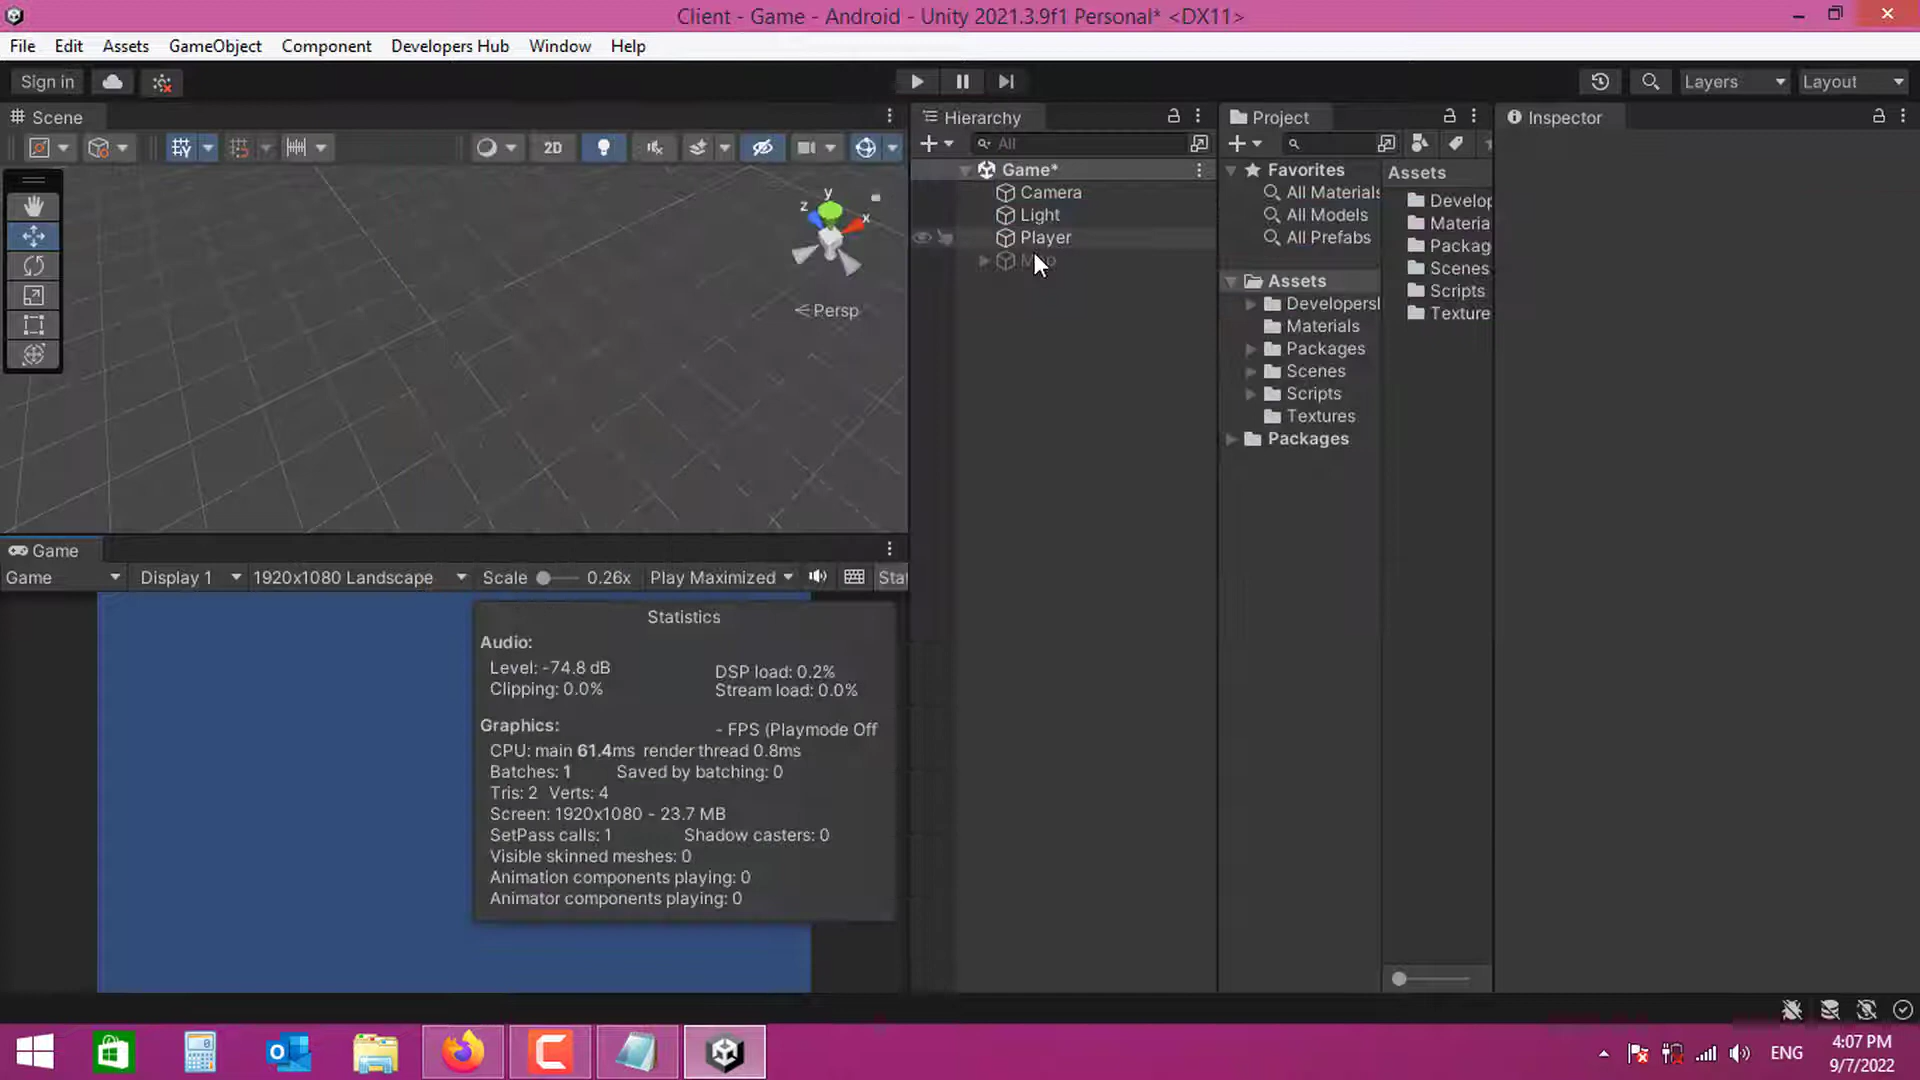 Client - Game - Android - Unity 2021.3.9f1 Personal* <DX11>
File Edit Assets GameObject Component Developers Hub Window Help
Sign in
Layers
Layout
Scene
2D
y
z
x
Persp
Hierarchy
All
Game*
Camera
Light
Player
Project
Favorites
All Materials
All Models
All Prefabs
Assets
Developersl
Materials
Packages
Scenes
Scripts
Textures
Packages
Assets
Develop
Materia
Packag
Scenes
Scripts
Texture
Inspector
Game
Game Display 1 1920x1080 Landscape Scale 0.26x Play Maximized Sta
Statistics
Audio:
Level: -74.8 dB DSP load: 0.2%
Clipping: 0.0% Stream load: 0.0%
Graphics: - FPS (Playmode Off
CPU: main 61.4ms render thread 0.8ms
Batches: 1 Saved by batching: 0
Tris: 2 Verts: 4
Screen: 1920x1080 - 23.7 MB
SetPass calls: 1 Shadow casters: 0
Visible skinned meshes: 0
Animation components playing: 0
Animator components playing: 0
ENG
4:07 PM
9/7/2022